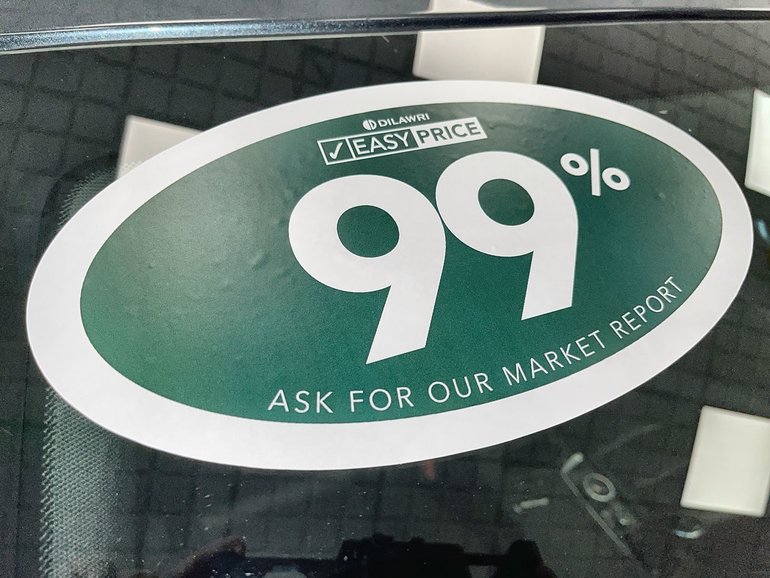 DILAWRI
✓ EASY PRICE
99%
ASK FOR OUR MARKET REPORT